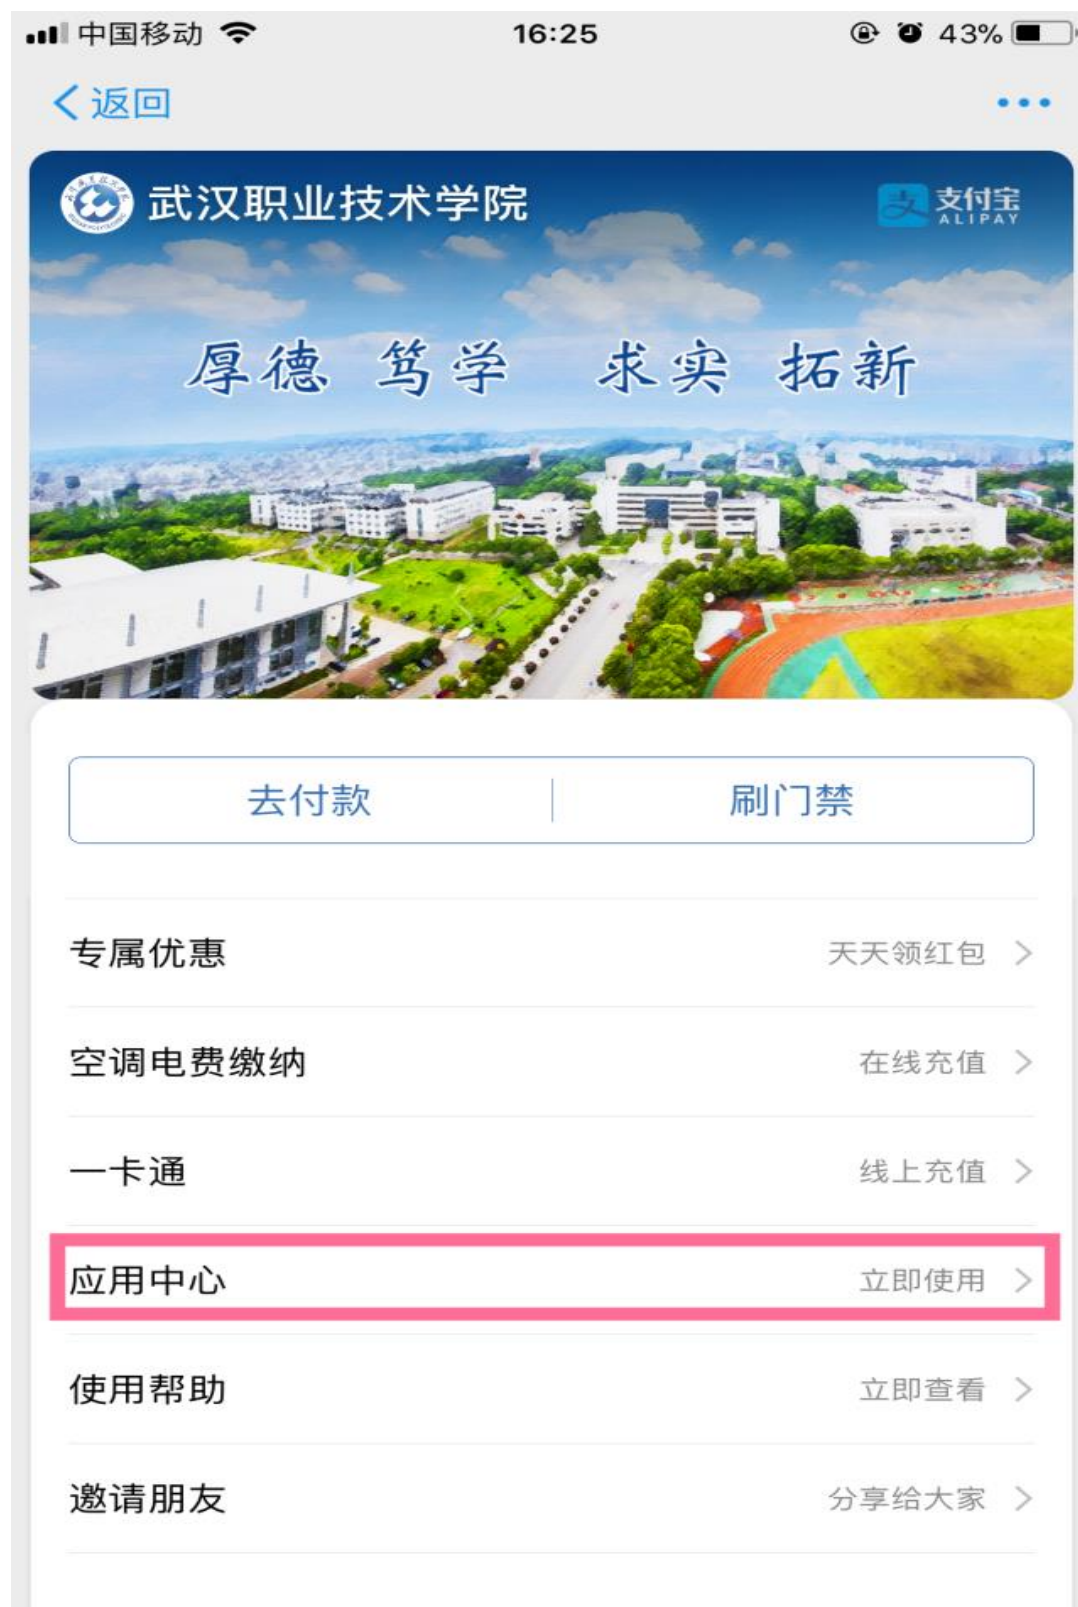 中国移动 16:25 43%
返回
武汉职业技术学院 支付宝
ALIPAY
厚德 笃学 求实 拓新
去付款 刷门禁
专属优惠 天天领红包
空调电费缴纳 在线充值
一卡通 线上充值
应用中心 立即使用
使用帮助 立即查看
邀请朋友 分享给大家